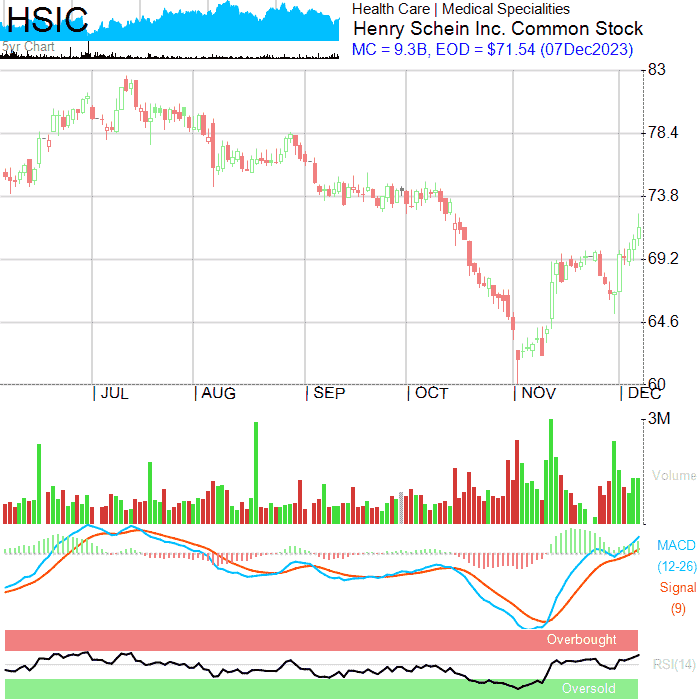 HSIC
5yr Chart
Health Care | Medical Specialities
Henry Schein Inc. Common Stock
MC = 9.3B, EOD = $71.54 (07Dec2023)
83
78.4
73.8
69.2
64.6
60
JUL AUG SEP OCT NOV DEC
3M
Volume
MACD
(12-26)
Signal
(9)
Overbought
RSI(14)
Oversold